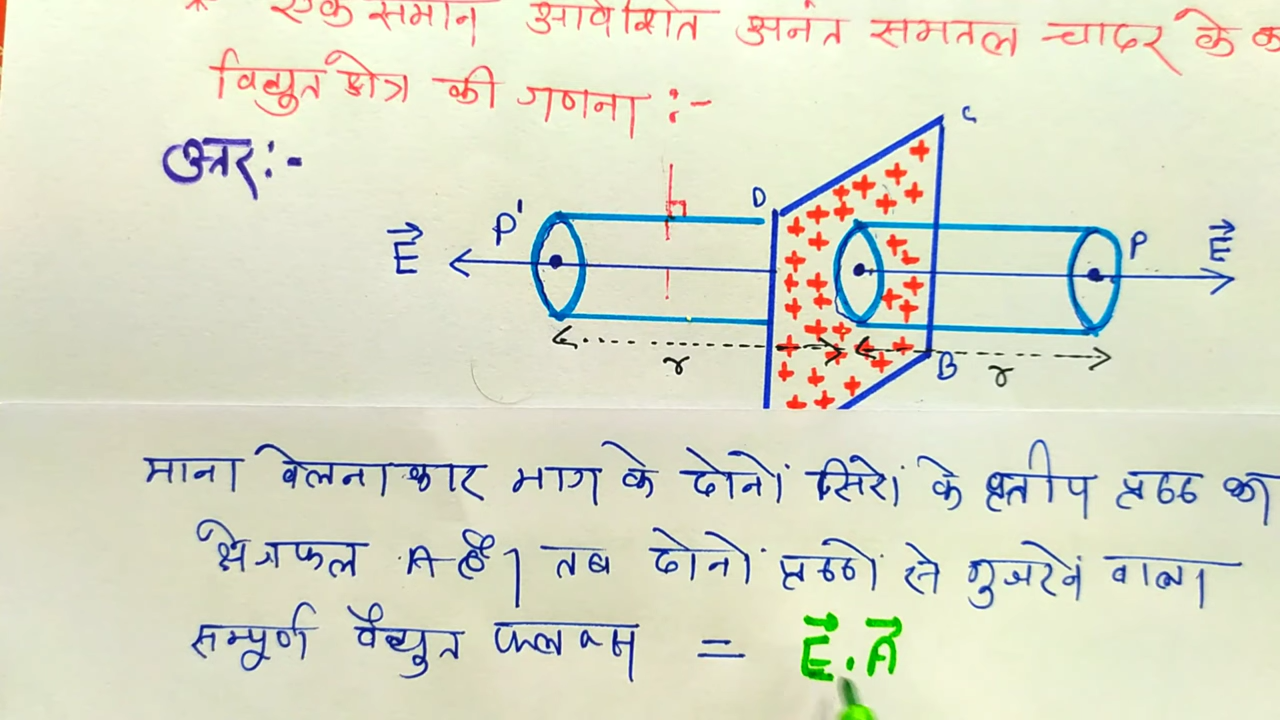 * एक समान आवेशित अनंत समतल चादर के
विद्युत क्षेत्र की गणना :-
उत्तर:-
C
D
P'
P
E⃗
E⃗
r
B
r
माना वेलनाकार भाग के दोनों सिरों के वृत्तीय पृष्ठ का
क्षेत्रफल A है। तब दोनों पृष्ठों से गुजरने वाला
सम्पूर्ण वैद्युत फ्लक्स = E⃗.A⃗